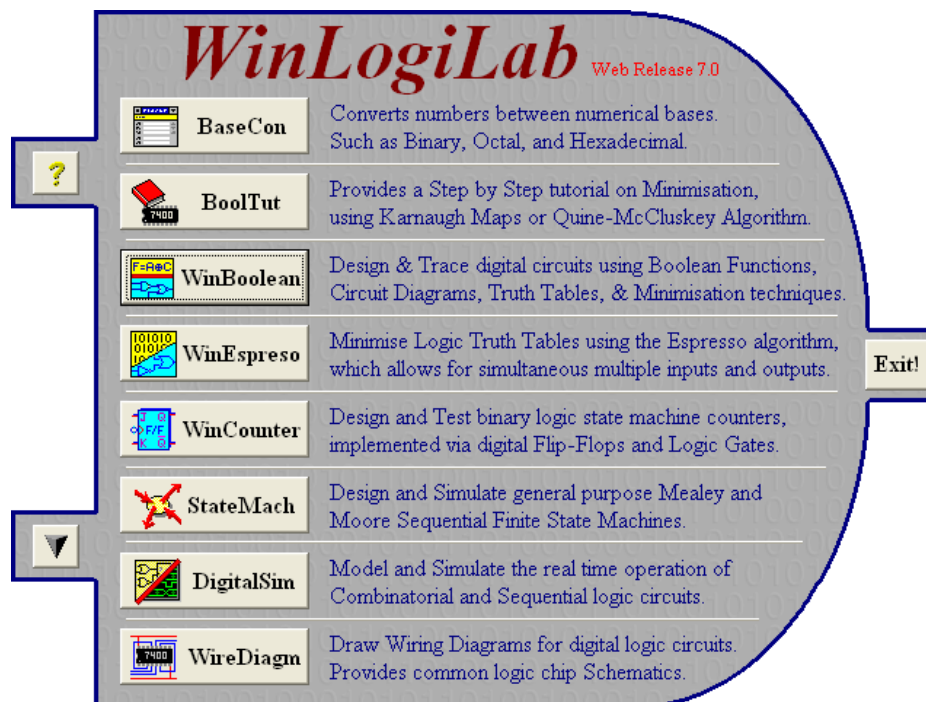 WinLogiLab Web Release 7.0
BaseCon
Converts numbers between numerical bases.
Such as Binary, Octal, and Hexadecimal.
?
BoolTut
7400
Provides a Step by Step tutorial on Minimisation,
using Karnaugh Maps or Quine-McCluskey Algorithm.
F=A⊕C
WinBoolean
Design & Trace digital circuits using Boolean Functions,
Circuit Diagrams, Truth Tables, & Minimisation techniques.
WinEspreso
Minimise Logic Truth Tables using the Espresso algorithm,
which allows for simultaneous multiple inputs and outputs.
Exit!
J Q
F/F
K Q
WinCounter
Design and Test binary logic state machine counters,
implemented via digital Flip-Flops and Logic Gates.
StateMach
Design and Simulate general purpose Mealey and
Moore Sequential Finite State Machines.
DigitalSim
Model and Simulate the real time operation of
Combinatorial and Sequential logic circuits.
7400
WireDiagm
Draw Wiring Diagrams for digital logic circuits.
Provides common logic chip Schematics.